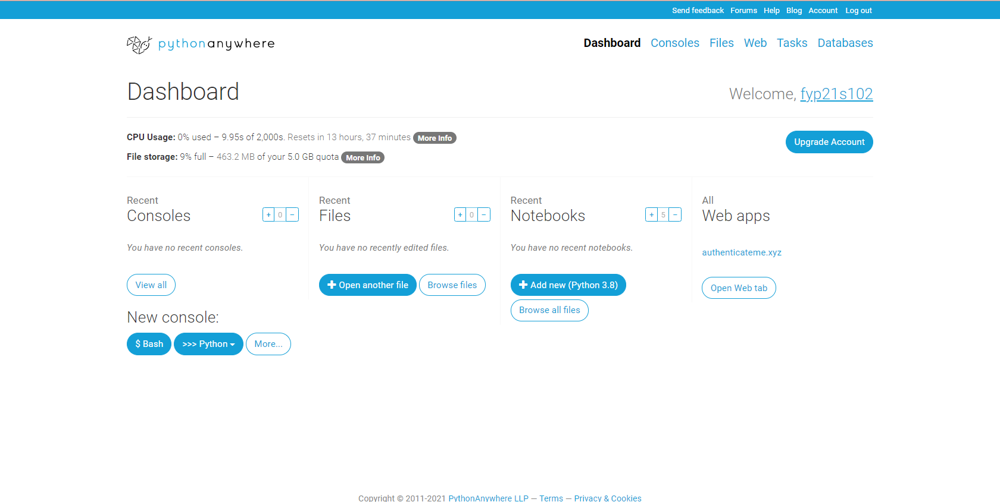 Send feedback Forums Help Blog Account Log out
pythonanywhere
Dashboard Consoles Files Web Tasks Databases
Dashboard
Welcome, fyp21s102
CPU Usage: 0% used – 9.95s of 2,000s. Resets in 13 hours, 37 minutes More Info
Upgrade Account
File storage: 9% full – 463.2 MB of your 5.0 GB quota More Info
Recent
Consoles
+ 0 −
You have no recent consoles.
View all
New console:
$ Bash >>> Python More...
Recent
Files
+ 0 −
You have no recently edited files.
+ Open another file Browse files
Recent
Notebooks
+ 5 −
You have no recent notebooks.
+ Add new (Python 3.8)
Browse all files
All
Web apps
authenticateme.xyz
Open Web tab
Copyright © 2011-2021 PythonAnywhere LLP — Terms — Privacy & Cookies